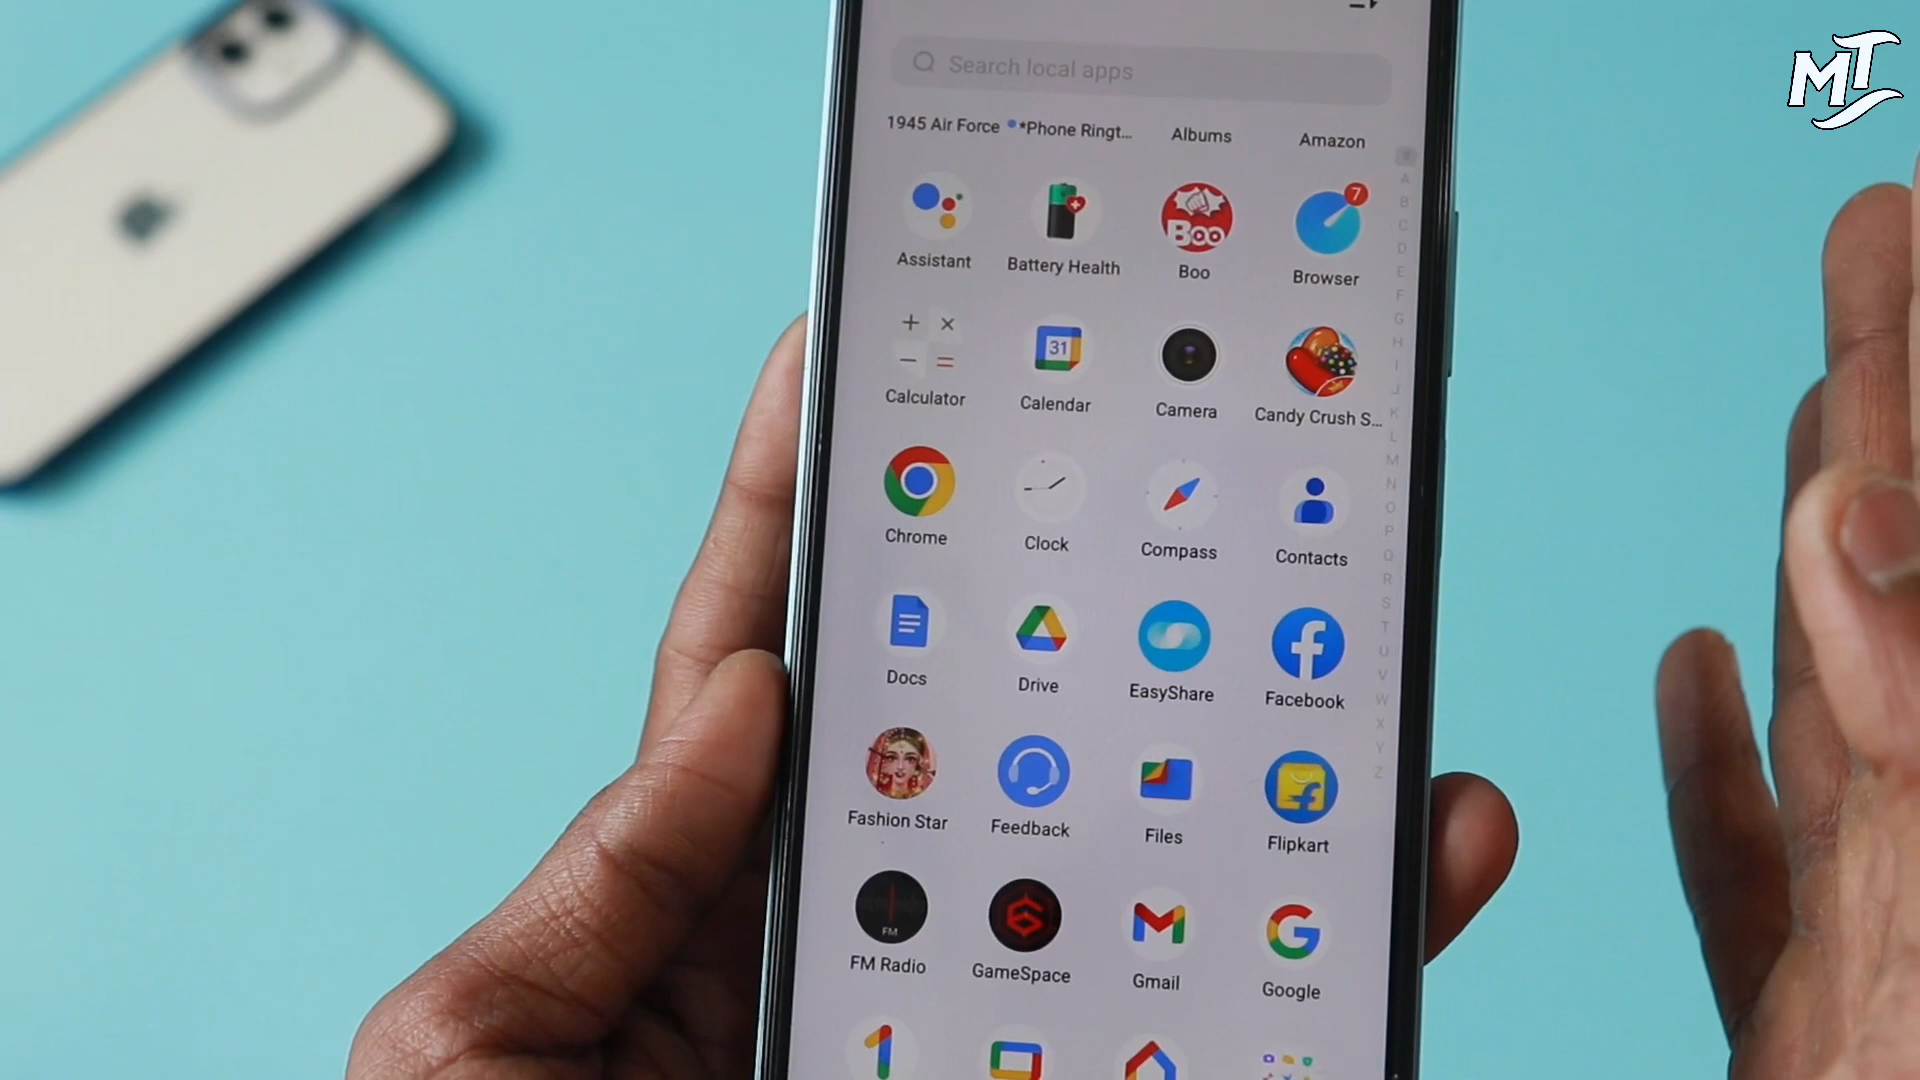 MT
Search local apps
1945 Air Force *Phone Ringt... Albums Amazon
7
Boo
Assistant Battery Health Boo Browser
31
Calculator Calendar Camera Candy Crush S...
Chrome Clock Compass Contacts
Docs Drive EasyShare Facebook
Fashion Star Feedback Files Flipkart
FM
FM Radio GameSpace Gmail Google
#
A
B
C
D
E
F
G
H
I
J
K
L
M
N
O
P
Q
R
S
T
U
V
W
X
Y
Z